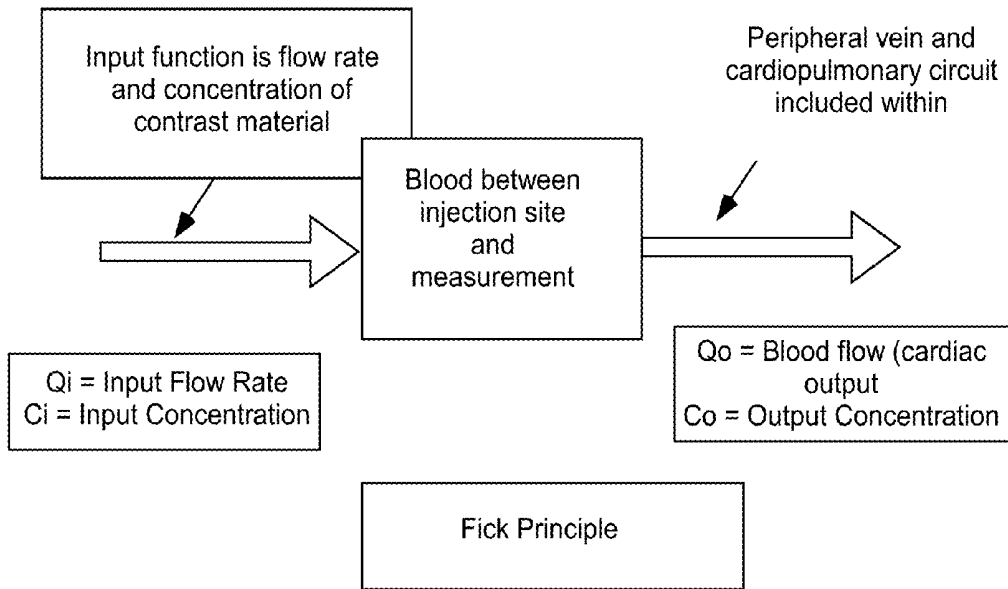 Input function is flow rate
and concentration of
contrast material
Peripheral vein and
cardiopulmonary circuit
included within
Blood between
injection site
and
measurement
Qi = Input Flow Rate
Ci = Input Concentration
Qo = Blood flow (cardiac
output
Co = Output Concentration
Fick Principle